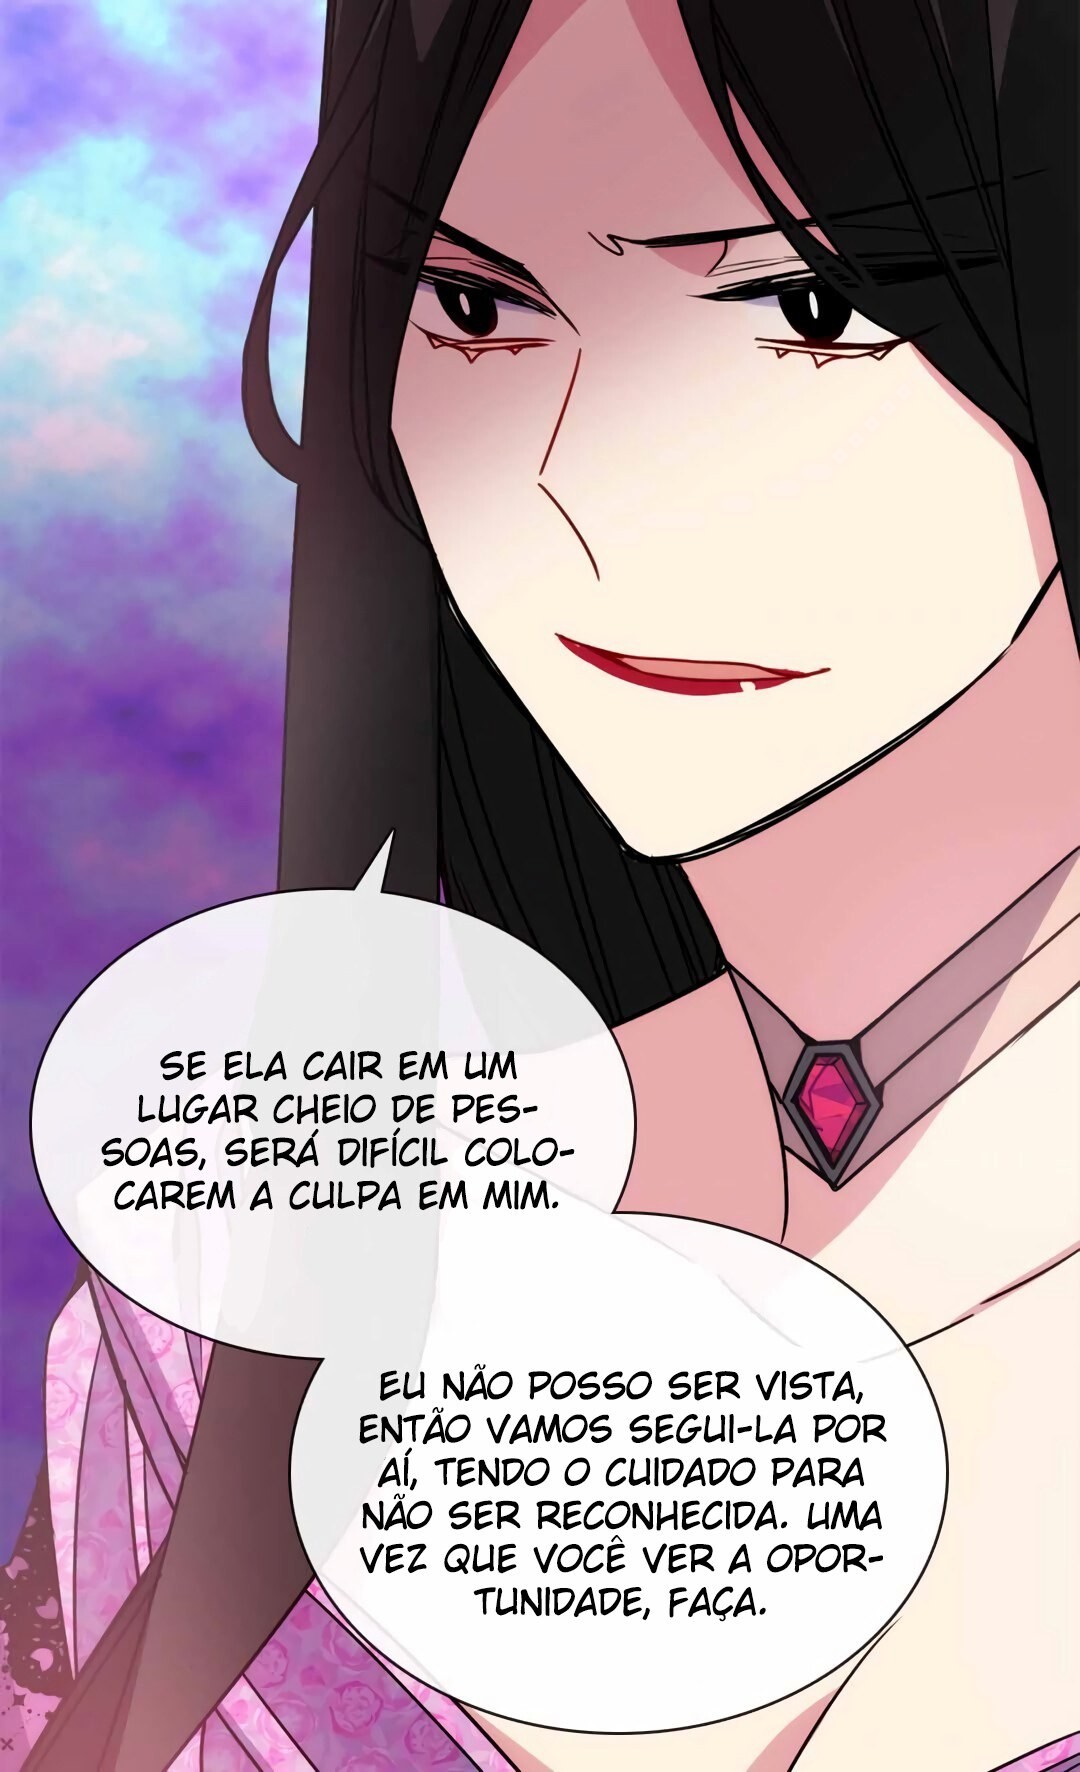 SE ELA CAIR EM UM
LUGAR CHEIO DE PES-
SOAS, SERÁ DIFÍCIL COLO-
CAREM A CULPA EM MIM.
EU NÃO POSSO SER VISTA,
ENTÃO VAMOS SEGUI-LA POR
AÍ, TENDO O CUIDADO PARA
NÃO SER RECONHECIDA. UMA
VEZ QUE VOCÊ VER A OPOR-
TUNIDADE, FAÇA.